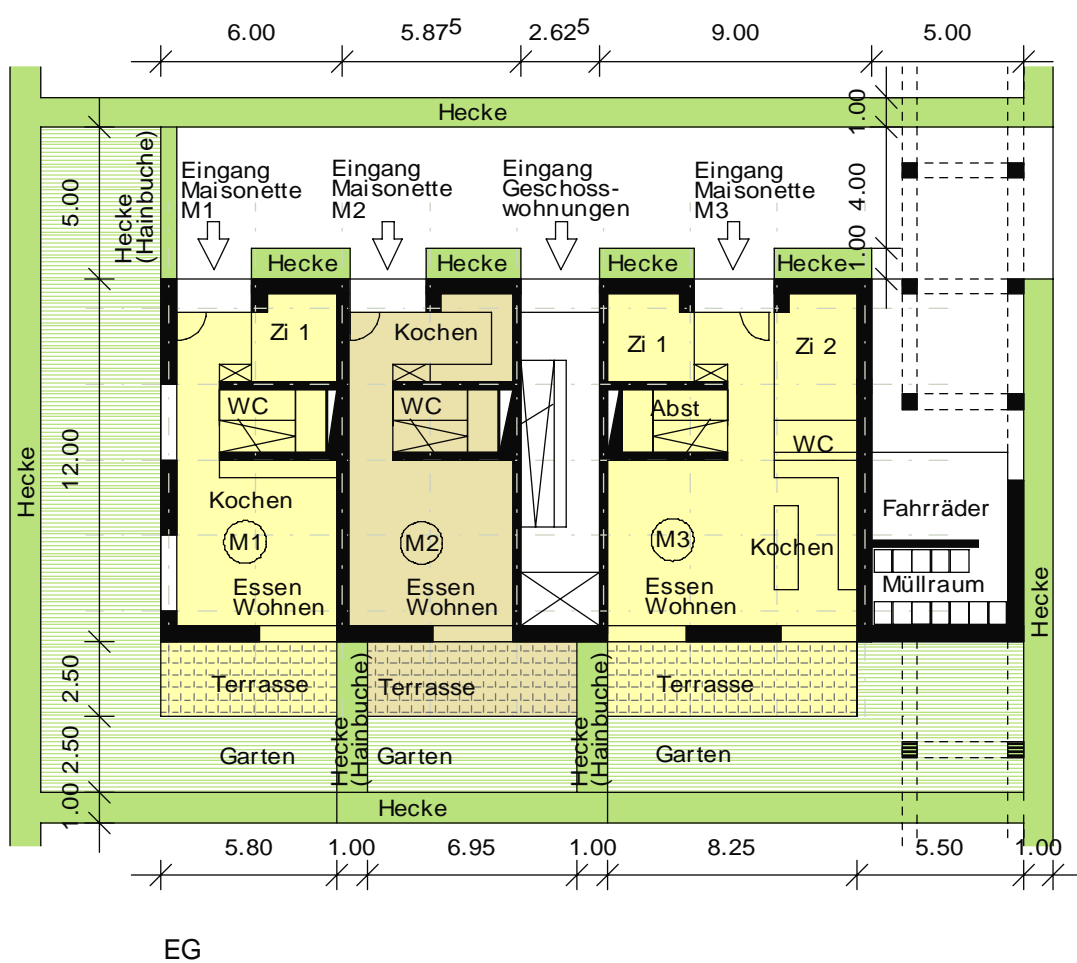 6.00 5.87⁵ 2.62⁵ 9.00 5.00
Hecke
1.00
Hecke
(Hainbuche)
5.00
Eingang
Maisonette
M1
Eingang
Maisonette
M2
Eingang
Geschoss-
wohnungen
Eingang
Maisonette
M3
4.00
1.00
Hecke
Hecke
Hecke
Hecke
Zi 1
Kochen
Zi 1
Zi 2
WC
WC
Abst
WC
12.00
Hecke
Kochen
M1
Essen
Wohnen
M2
Essen
Wohnen
M3
Essen
Wohnen
Kochen
Fahrräder
Müllraum
Hecke
2.50
Terrasse
Hecke
(Hainbuche)
Terrasse
Hecke
(Hainbuche)
Terrasse
2.50
Garten
Garten
Garten
1.00
Hecke
5.80 1.00 6.95 1.00 8.25 5.50 1.00
EG